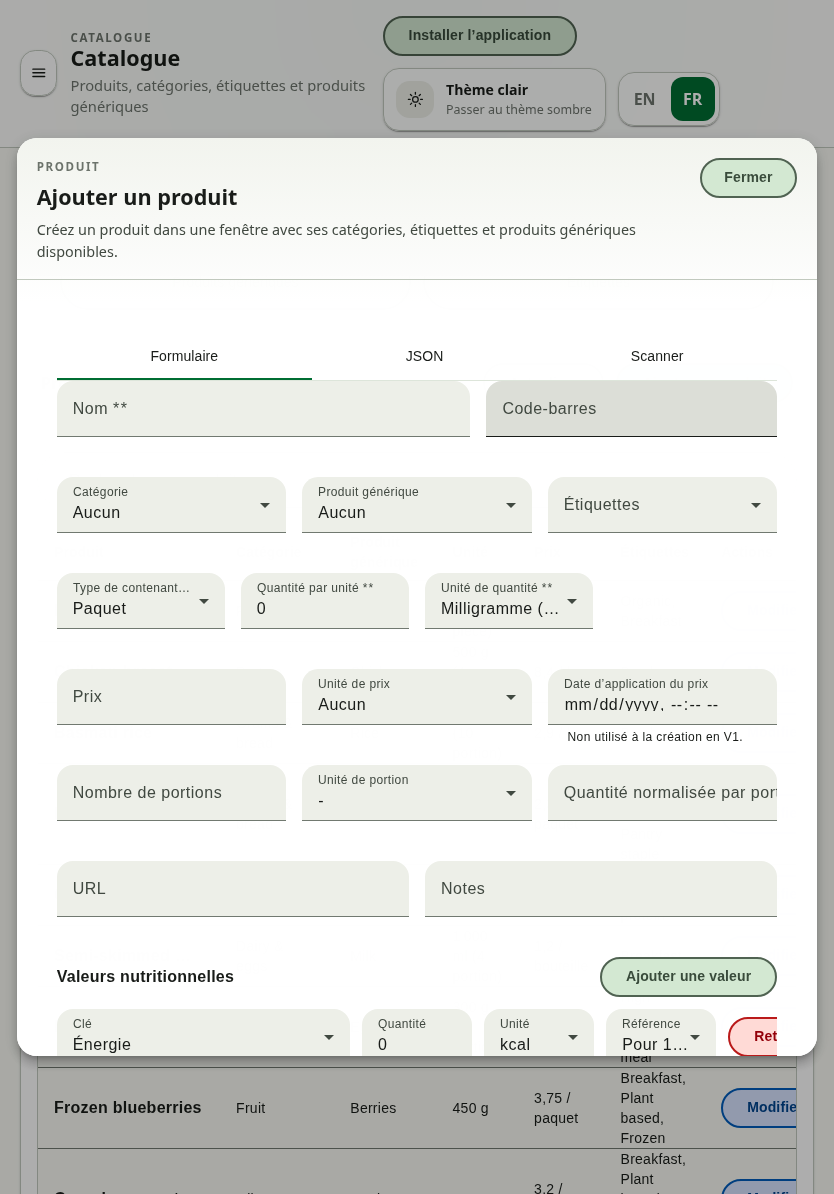 CATALOGUE
Catalogue
Produits, catégories, étiquettes et produits
génériques
Installer l’application
Thème clair
Passer au thème sombre
EN
FR
PRODUIT
Ajouter un produit
Créez un produit dans une fenêtre avec ses catégories, étiquettes et produits génériques
disponibles.
Fermer
Formulaire
JSON
Scanner
Nom **
Code-barres
Catégorie
Aucun
Produit générique
Aucun
Étiquettes
Type de contenant…
Paquet
Quantité par unité **
0
Unité de quantité **
Milligramme (…
Prix
Unité de prix
Aucun
Date d’application du prix
mm/dd/yyyy, --:-- --
Non utilisé à la création en V1.
Nombre de portions
Unité de portion
-
Quantité normalisée par port
URL
Notes
Valeurs nutritionnelles
Ajouter une valeur
Clé
Énergie
Quantité
0
Unité
kcal
Référence
Pour 1…
Ret
meal
Frozen blueberries
Fruit
Berries
450 g
3,75 /
paquet
Breakfast,
Plant
based,
Frozen
Modifie
3,2 /
Breakfast,
Plant